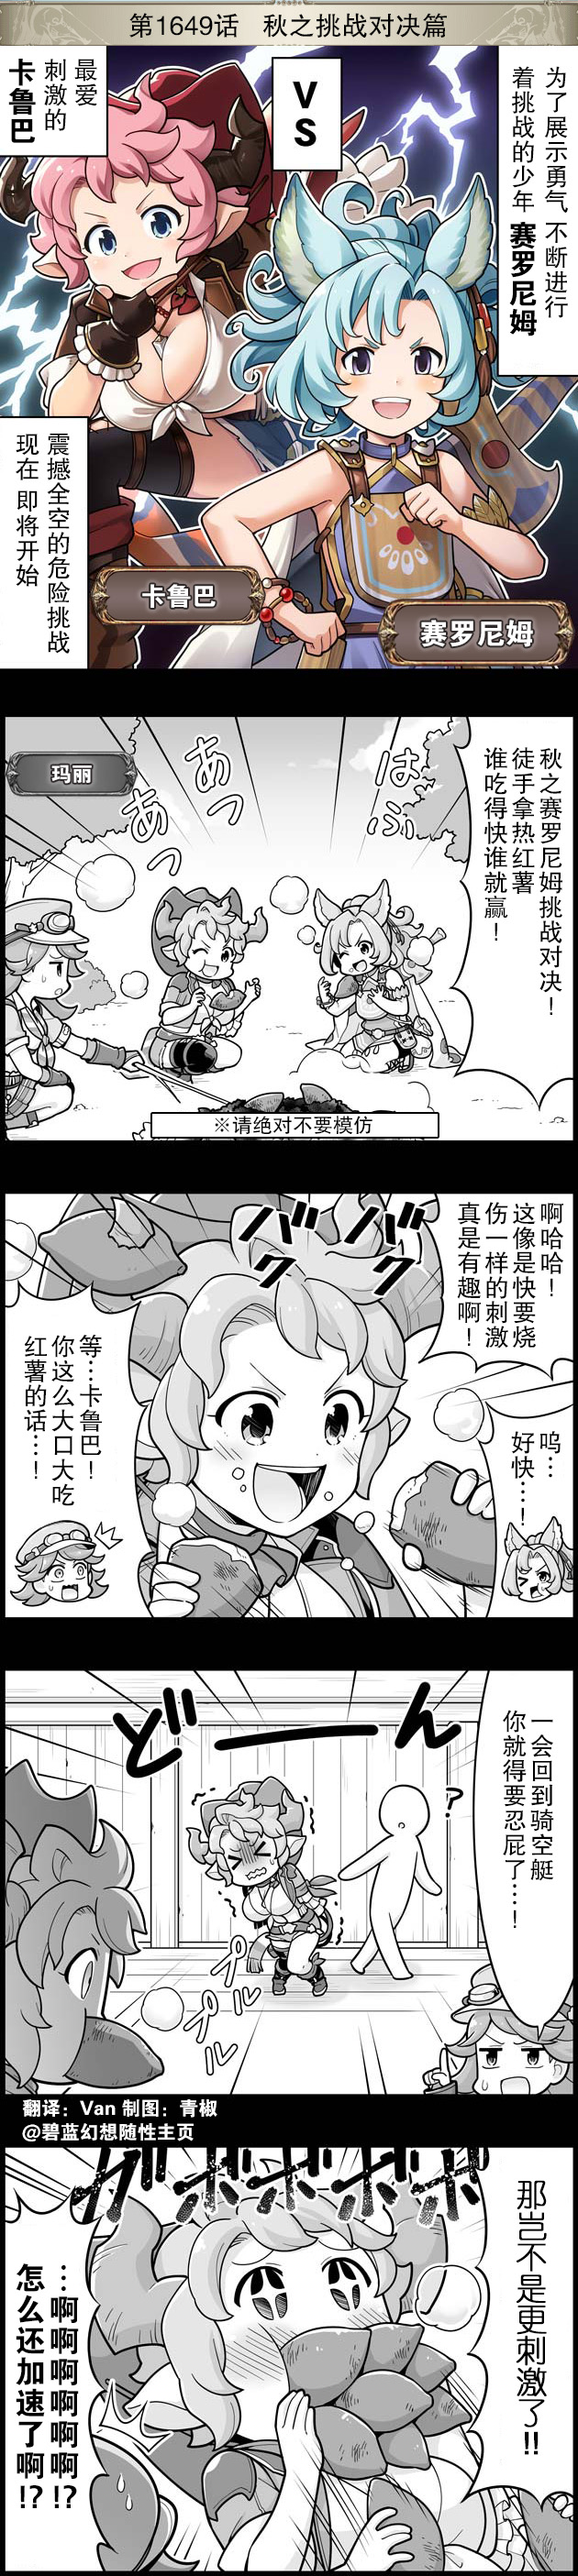 第1649话　秋之挑战对决篇
为了展示勇气 不断进行
着挑战的少年 赛罗尼姆
VS
最爱
刺激的
卡鲁巴
震撼全空的危险挑战
现在 即将开始
卡鲁巴
赛罗尼姆
秋之赛罗尼姆挑战对决！
徒手拿热红薯
谁吃得快谁就赢！
はふ
あっ
あっ
玛丽
※请绝对不要模仿
啊哈哈！
这像是快要烧
伤一样的刺激
真是有趣啊！
バク
バク
呜…
好快…！
等…卡鲁巴！
你这么大口大吃
红薯的话…！
一会回到骑空艇
你就得要忍屁了…！
どーん
？
プル
プル
翻译：Van 制图：青椒
@碧蓝幻想随性主页
那岂不是更刺激了!!
ガボボボボ
…啊啊啊啊啊啊!?
怎么还加速了啊!?